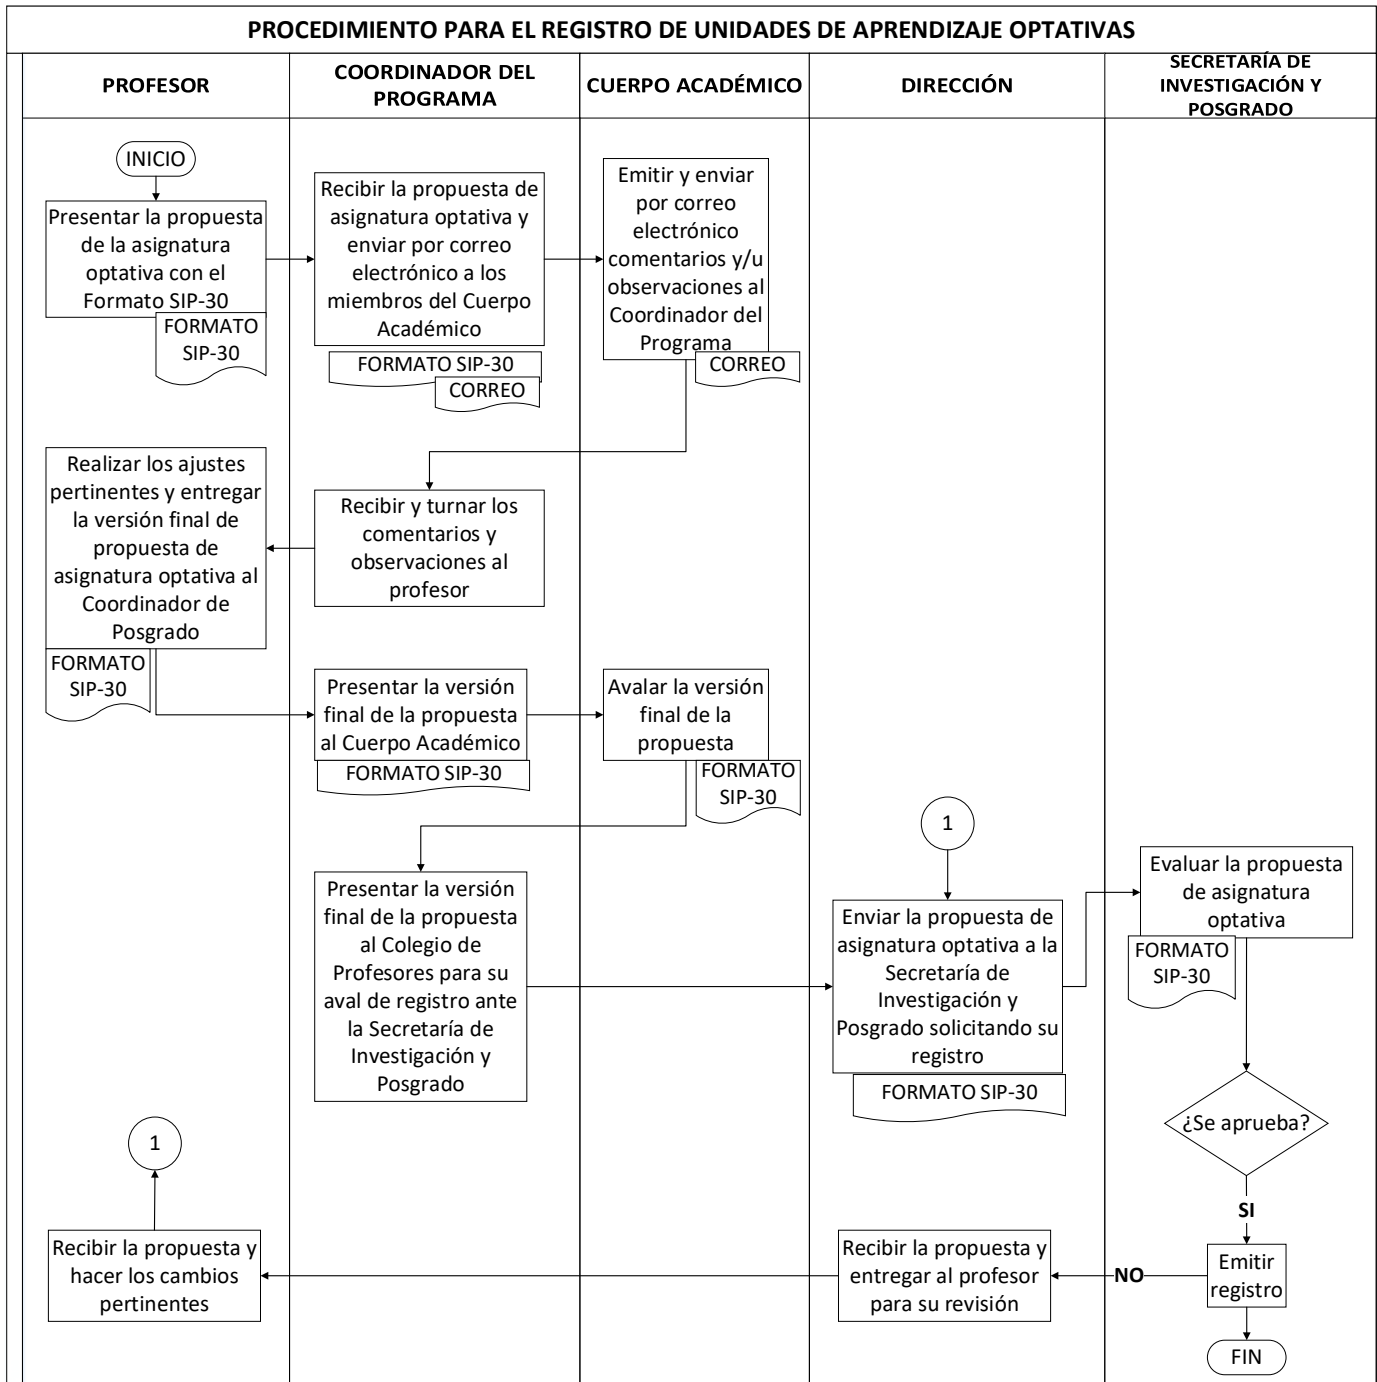 PROCEDIMIENTO PARA EL REGISTRO DE UNIDADES DE APRENDIZAJE OPTATIVAS
PROFESOR
COORDINADOR DEL
PROGRAMA
CUERPO ACADÉMICO
DIRECCIÓN
SECRETARÍA DE
INVESTIGACIÓN Y
POSGRADO
INICIO
Presentar la propuesta
de la asignatura
optativa con el
Formato SIP-30
FORMATO
SIP-30
Recibir la propuesta de
asignatura optativa y
enviar por correo
electrónico a los
miembros del Cuerpo
Académico
FORMATO SIP-30
CORREO
Emitir y enviar
por correo
electrónico
comentarios y/u
observaciones al
Coordinador del
Programa
CORREO
Recibir y turnar los
comentarios y
observaciones al
profesor
Realizar los ajustes
pertinentes y entregar
la versión final de
propuesta de
asignatura optativa al
Coordinador de
Posgrado
FORMATO
SIP-30
Presentar la versión
final de la propuesta
al Cuerpo Académico
FORMATO SIP-30
Avalar la versión
final de la
propuesta
FORMATO
SIP-30
Presentar la versión
final de la propuesta
al Colegio de
Profesores para su
aval de registro ante
la Secretaría de
Investigación y
Posgrado
1
Enviar la propuesta de
asignatura optativa a la
Secretaría de
Investigación y
Posgrado solicitando su
registro
FORMATO SIP-30
Evaluar la propuesta
de asignatura
optativa
FORMATO
SIP-30
¿Se aprueba?
SI
Emitir
registro
NO
FIN
Recibir la propuesta y
entregar al profesor
para su revisión
Recibir la propuesta y
hacer los cambios
pertinentes
1